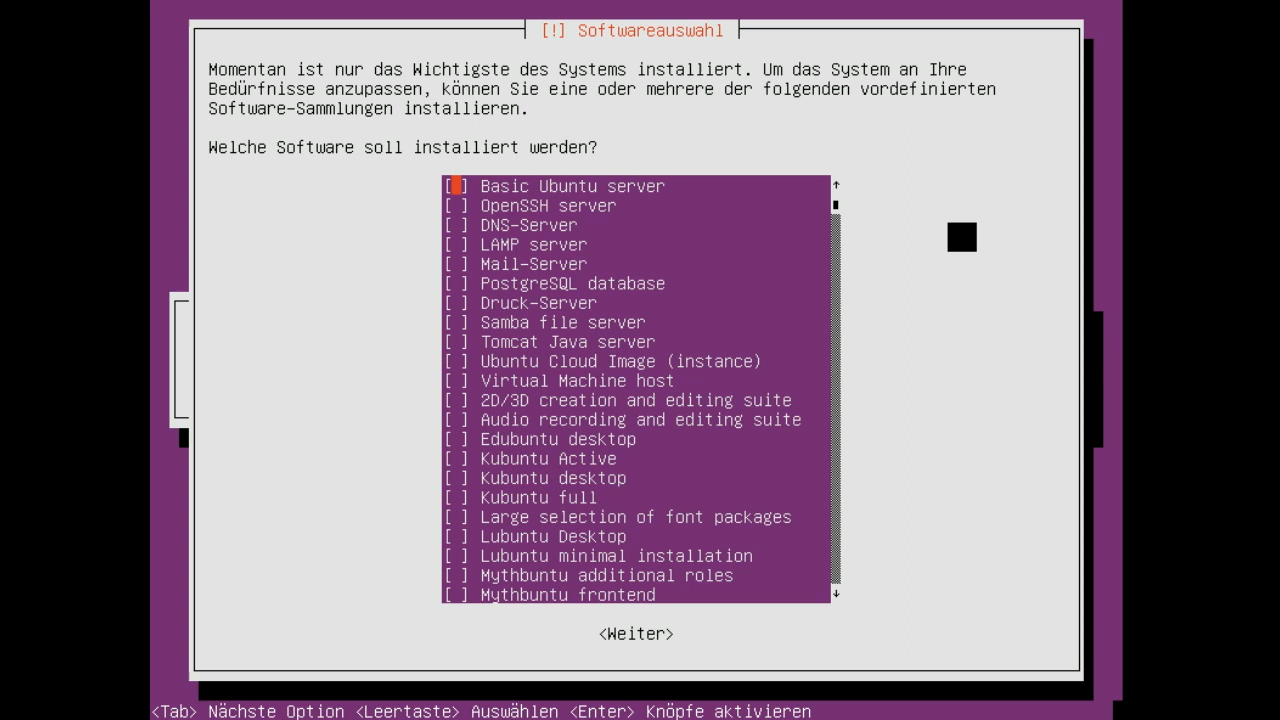 [!] Softwareauswahl
Momentan ist nur das Wichtigste des Systems installiert. Um das System an Ihre
Bedürfnisse anzupassen, können Sie eine oder mehrere der folgenden vordefinierten
Software-Sammlungen installieren.
Welche Software soll installiert werden?
[ ] Basic Ubuntu server
[ ] OpenSSH server
[ ] DNS-Server
[ ] LAMP server
[ ] Mail-Server
[ ] PostgreSQL database
[ ] Druck-Server
[ ] Samba file server
[ ] Tomcat Java server
[ ] Ubuntu Cloud Image (instance)
[ ] Virtual Machine host
[ ] 2D/3D creation and editing suite
[ ] Audio recording and editing suite
[ ] Edubuntu desktop
[ ] Kubuntu Active
[ ] Kubuntu desktop
[ ] Kubuntu full
[ ] Large selection of font packages
[ ] Lubuntu Desktop
[ ] Lubuntu minimal installation
[ ] Mythbuntu additional roles
[ ] Mythbuntu frontend
<Weiter>
<Tab> Nächste Option <Leertaste> Auswählen <Enter> Knöpfe aktivieren